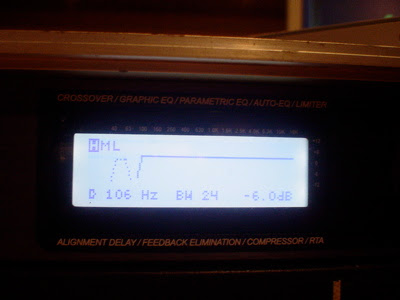 CROSSOVER / GRAPHIC EQ / PARAMETRIC EQ / AUTO-EQ / LIMITER
HML
D 106 Hz BW 24 -6.0dB
ALIGNMENT DELAY / FEEDBACK ELIMINATION / COMPRESSOR / RTA